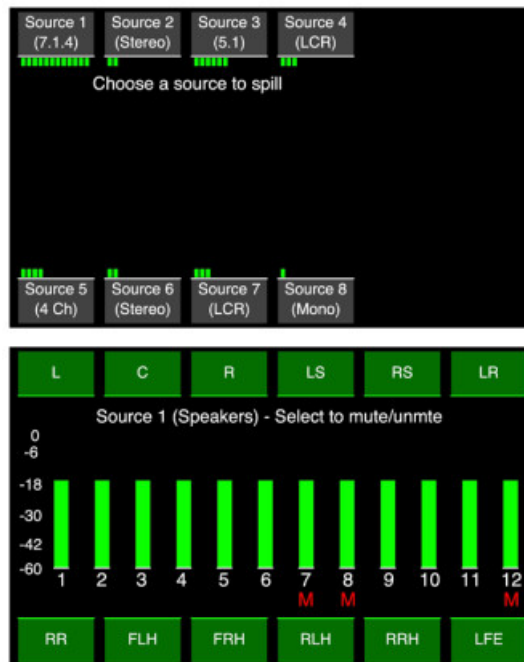 Source 1 Source 2 Source 3 Source 4
(7.1.4) (Stereo) (5.1) (LCR)
Choose a source to spill
Source 5 Source 6 Source 7 Source 8
(4 Ch) (Stereo) (LCR) (Mono)
L C R LS RS LR
Source 1 (Speakers) - Select to mute/unmte
0
-6
-18
-30
-42
-60
1 2 3 4 5 6 7 8 9 10 11 12
M M M
RR FLH FRH RLH RRH LFE